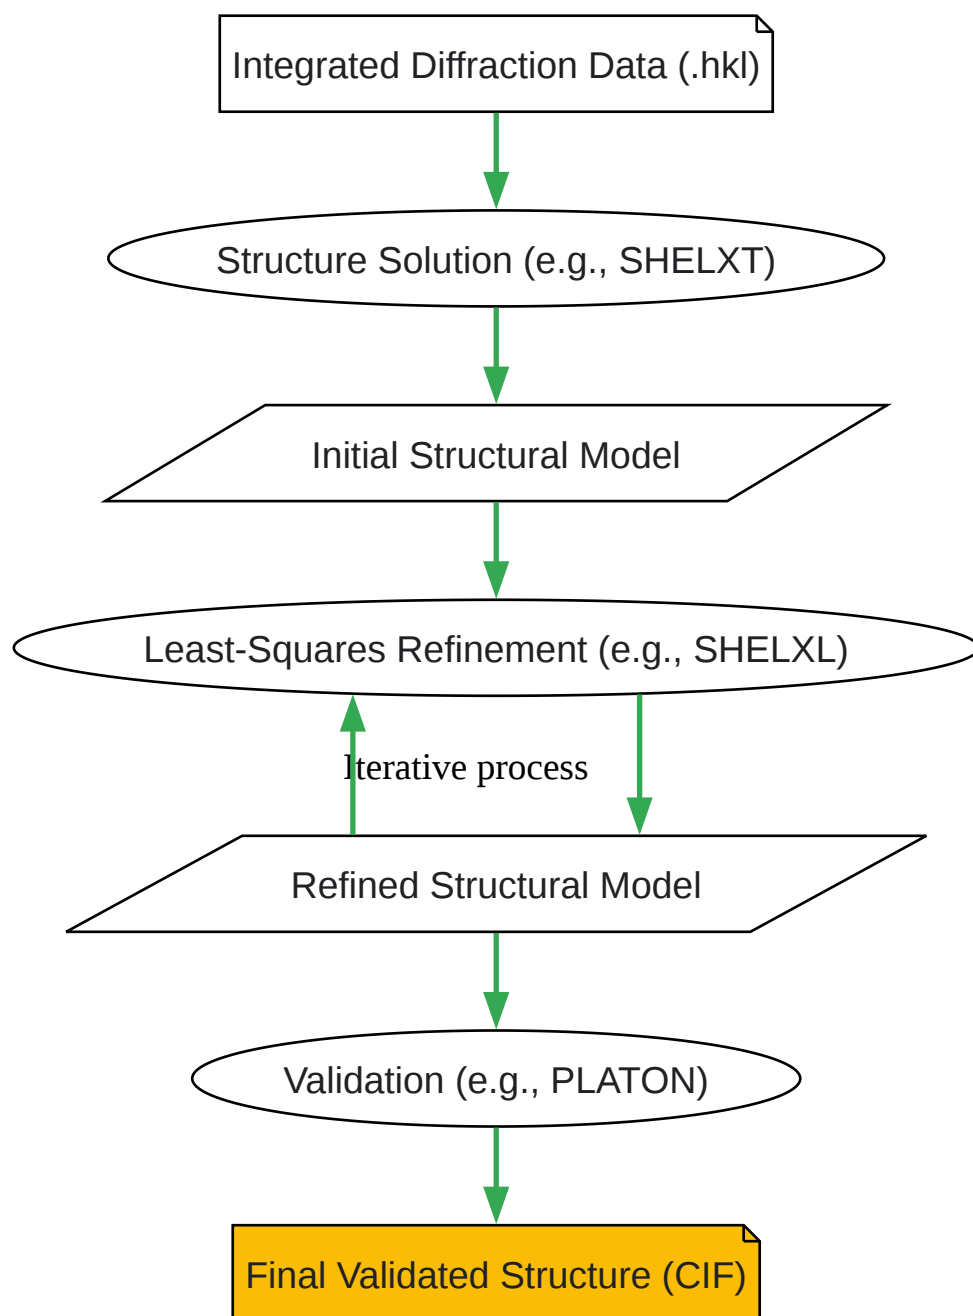 Integrated Diffraction Data (.hkl)
Structure Solution (e.g., SHELXT)
Initial Structural Model
Least-Squares Refinement (e.g., SHELXL)
Iterative process
Refined Structural Model
Validation (e.g., PLATON)
Final Validated Structure (CIF)